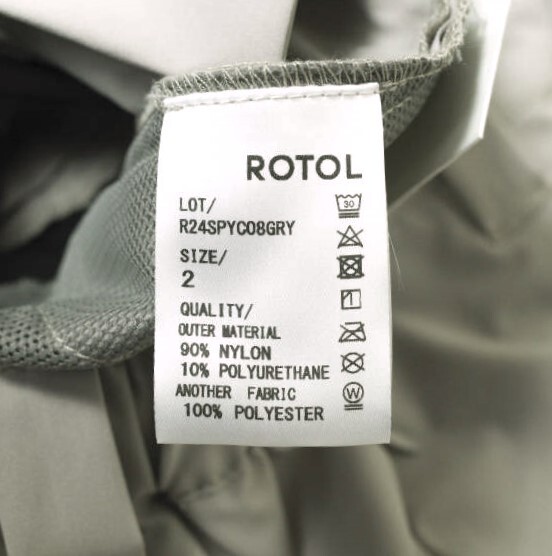 ROTOL
LOT/
R24SPYC08GRY
SIZE/
2
QUALITY/
OUTER MATERIAL
90% NYLON
10% POLYURETHANE
ANOTHER FABRIC
100% POLYESTER
30
W